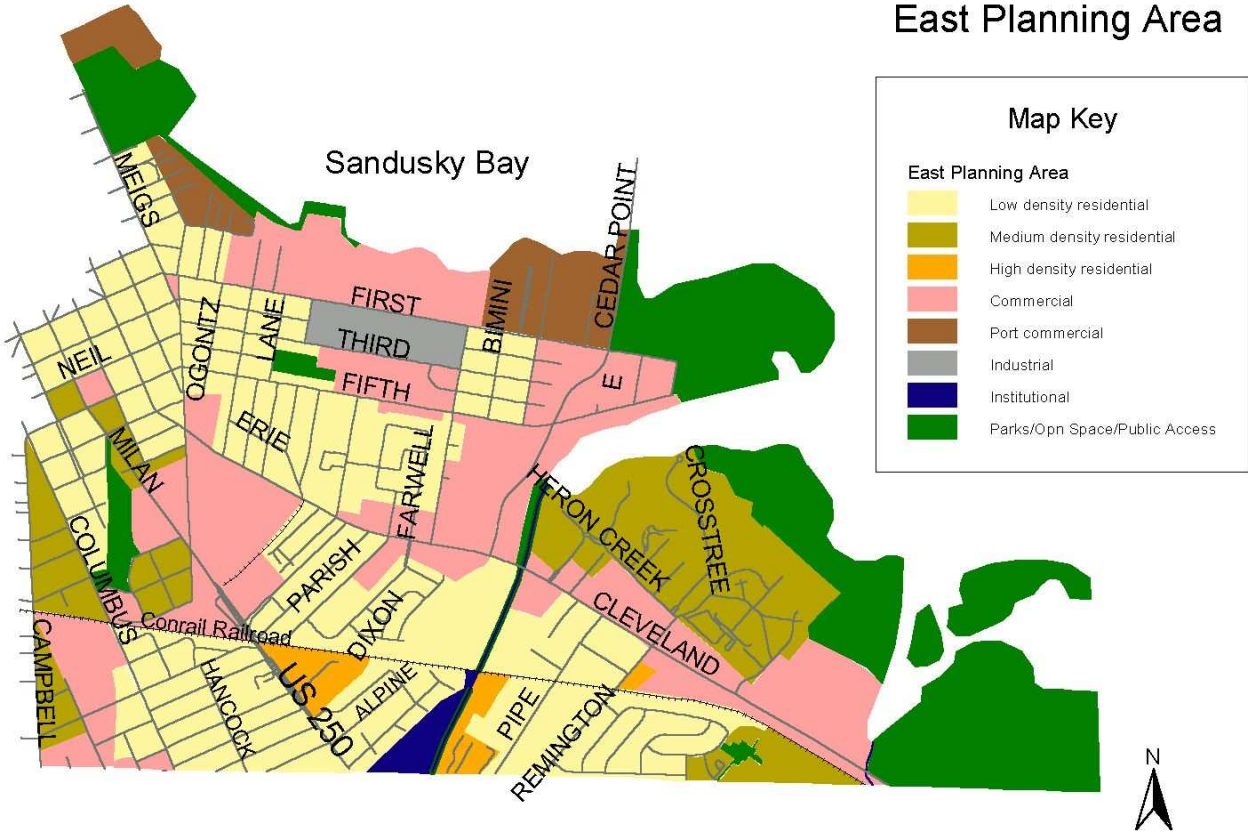 East Planning Area
Map Key
East Planning Area
Low density residential
Medium density residential
High density residential
Commercial
Port commercial
Industrial
Institutional
Parks/Opn Space/Public Access
Sandusky Bay
MEIGS
CEDAR POINT
FIRST
BIMINI
LANE
OGONTZ
THIRD
NEIL
FIFTH
E
ERIE
FARWELL
MILAN
HERON CREEK
CROSSTREE
COLUMBUS
PARISH
DIXON
CLEVELAND
Conrail Railroad
CAMPBELL
HANCOCK
US 250
ALPINE
PIPE
REMINGTON
N